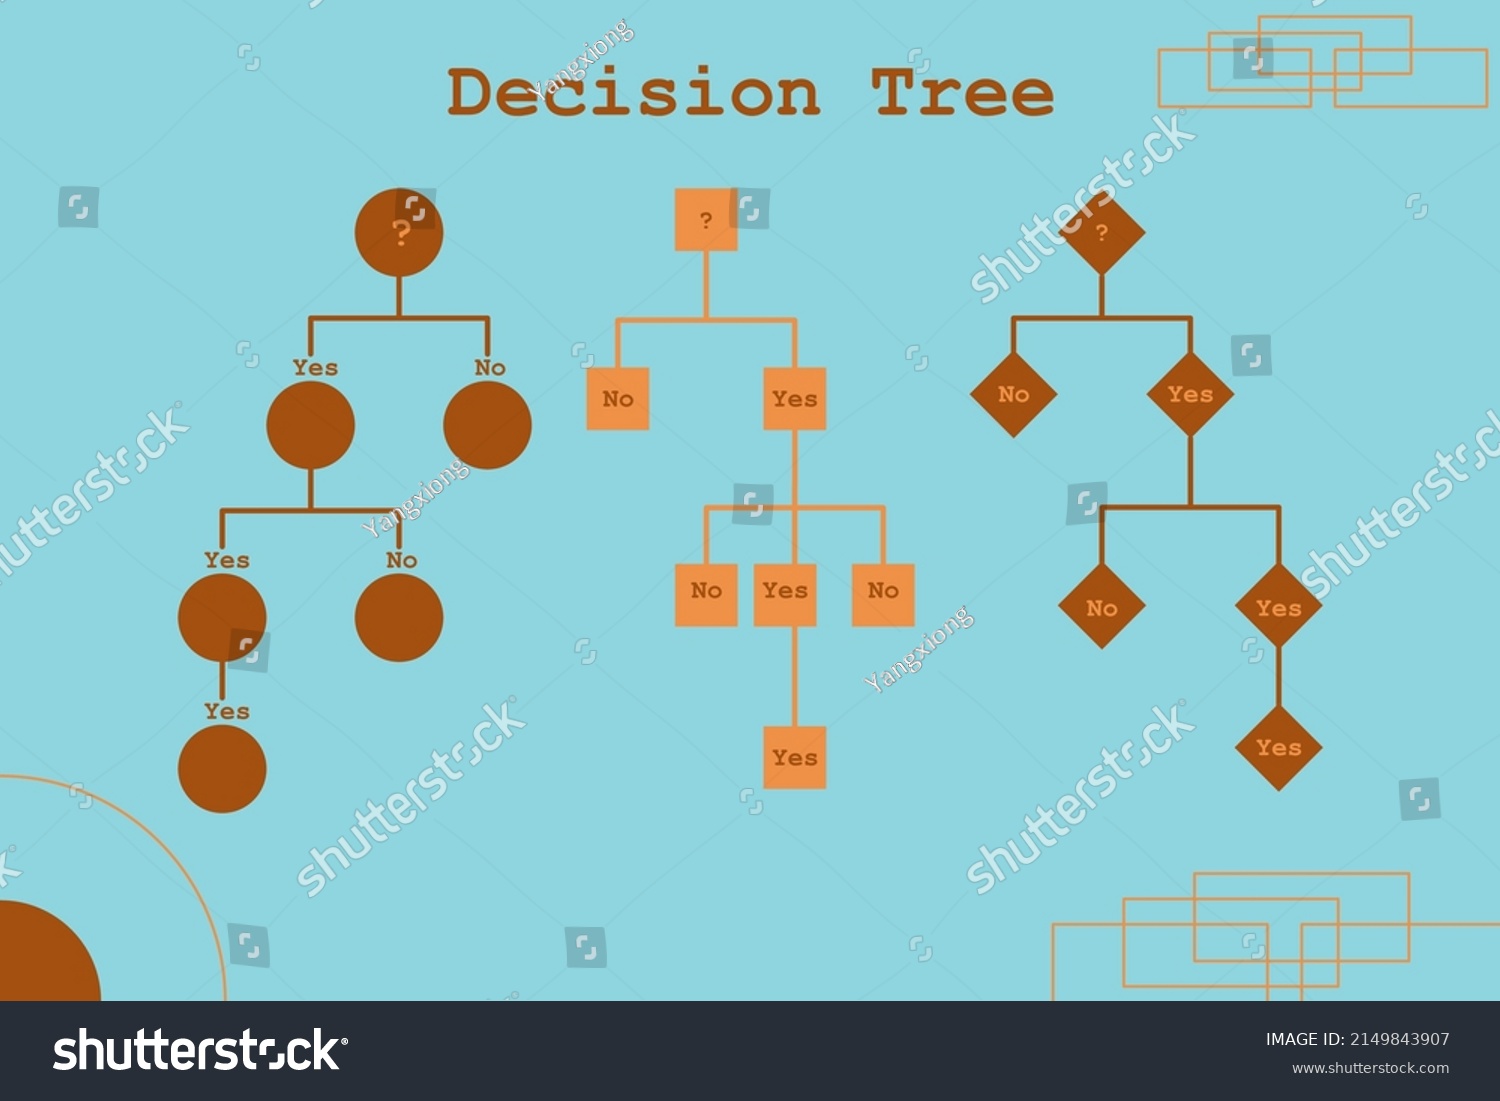 Decision Tree
?
?
?
Yes
No
No
Yes
No
Yes
Yes
No
No
Yes
No
No
Yes
Yes
Yes
Yes
Yangxiong
Yangxiong
Yangxiong
shutterstock
shutterstock
shutterstock
shutterstock
shutterstock
shutterstock
shutterstock
IMAGE ID: 2149843907
www.shutterstock.com